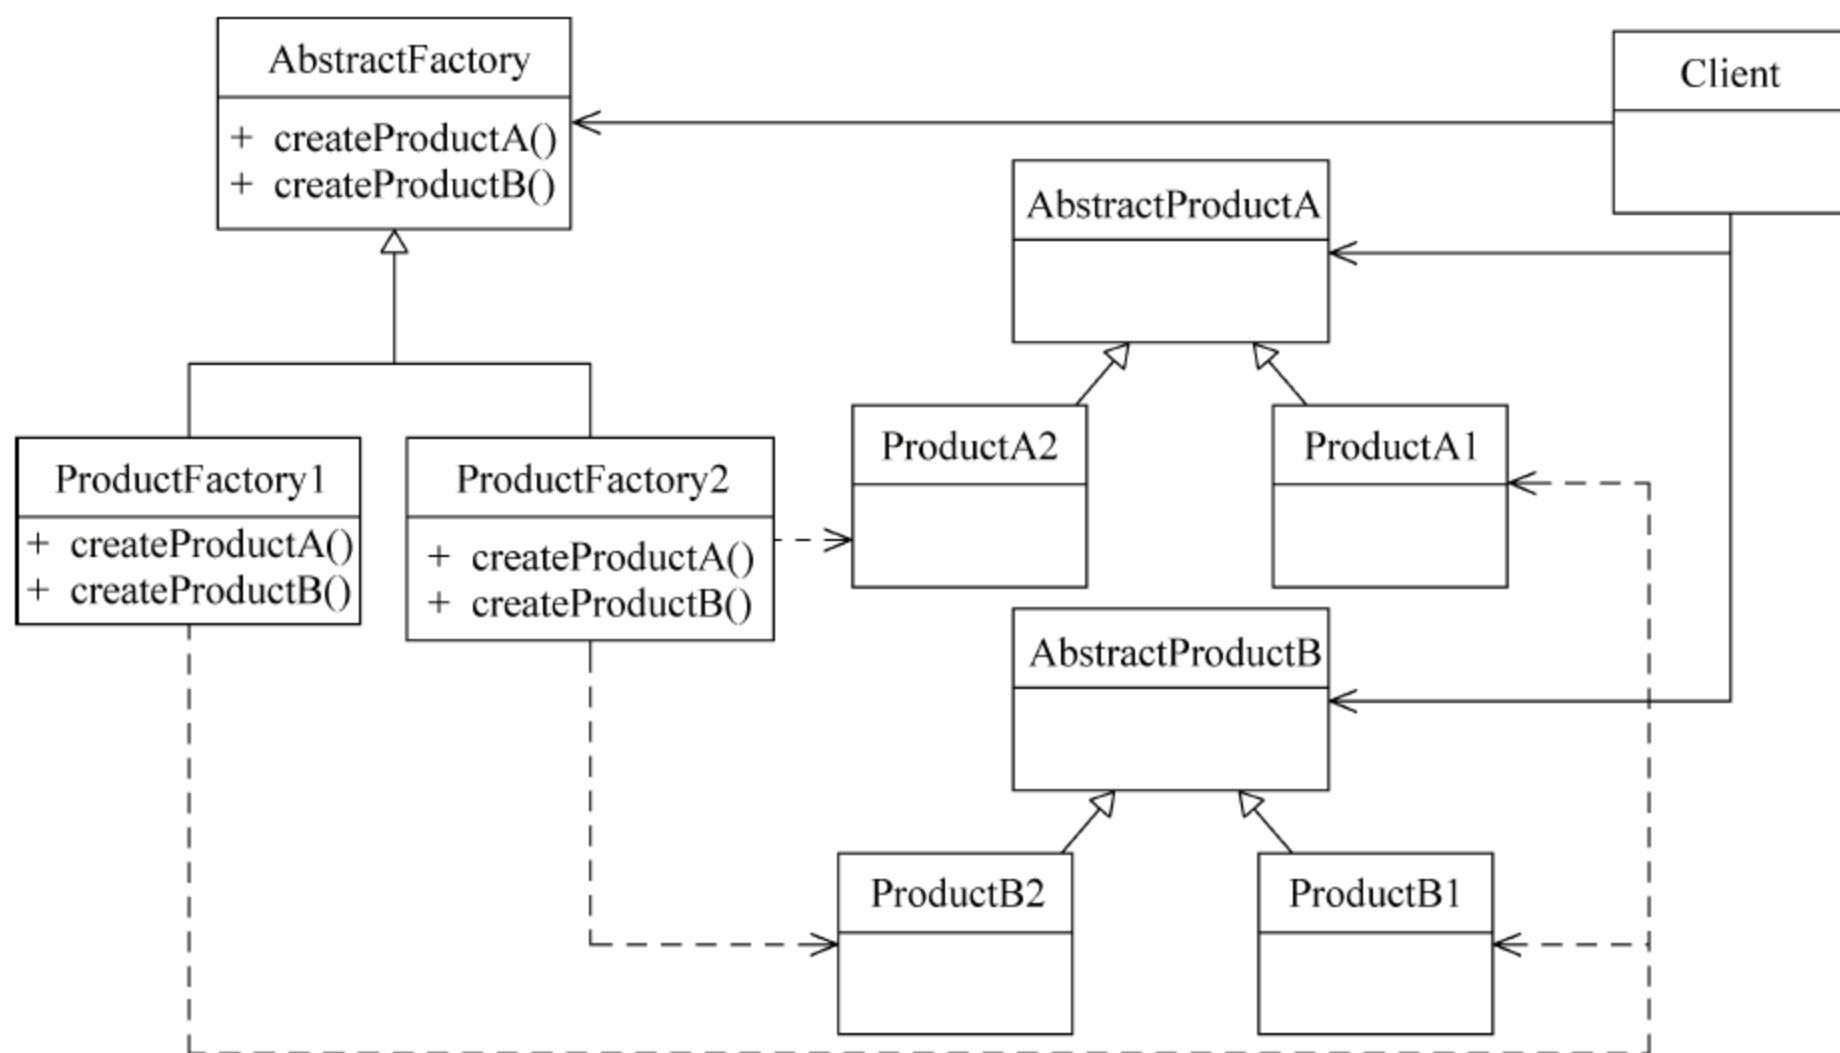 AbstractFactory
+ createProductA()
+ createProductB()
Client
AbstractProductA
ProductFactory1
+ createProductA()
+ createProductB()
ProductFactory2
+ createProductA()
+ createProductB()
ProductA2
ProductA1
AbstractProductB
ProductB2
ProductB1